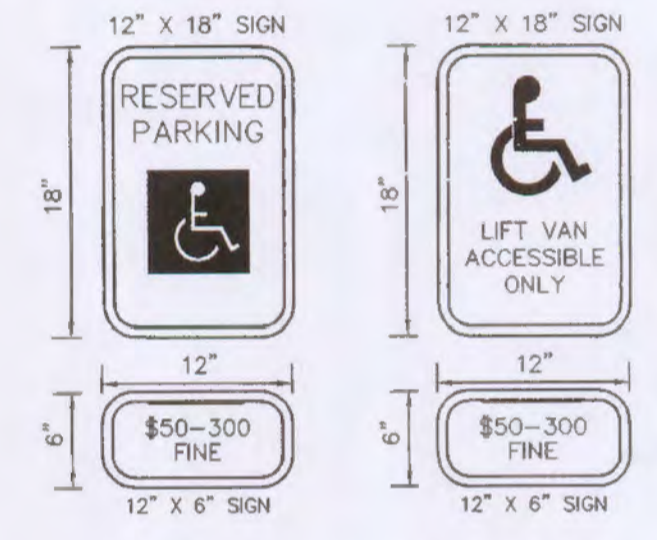 12" X 18" SIGN
RESERVED
PARKING
18"
12"
6"
$50-300
FINE
12" X 6" SIGN
12" X 18" SIGN
LIFT VAN
ACCESSIBLE
ONLY
18"
12"
6"
$50-300
FINE
12" X 6" SIGN